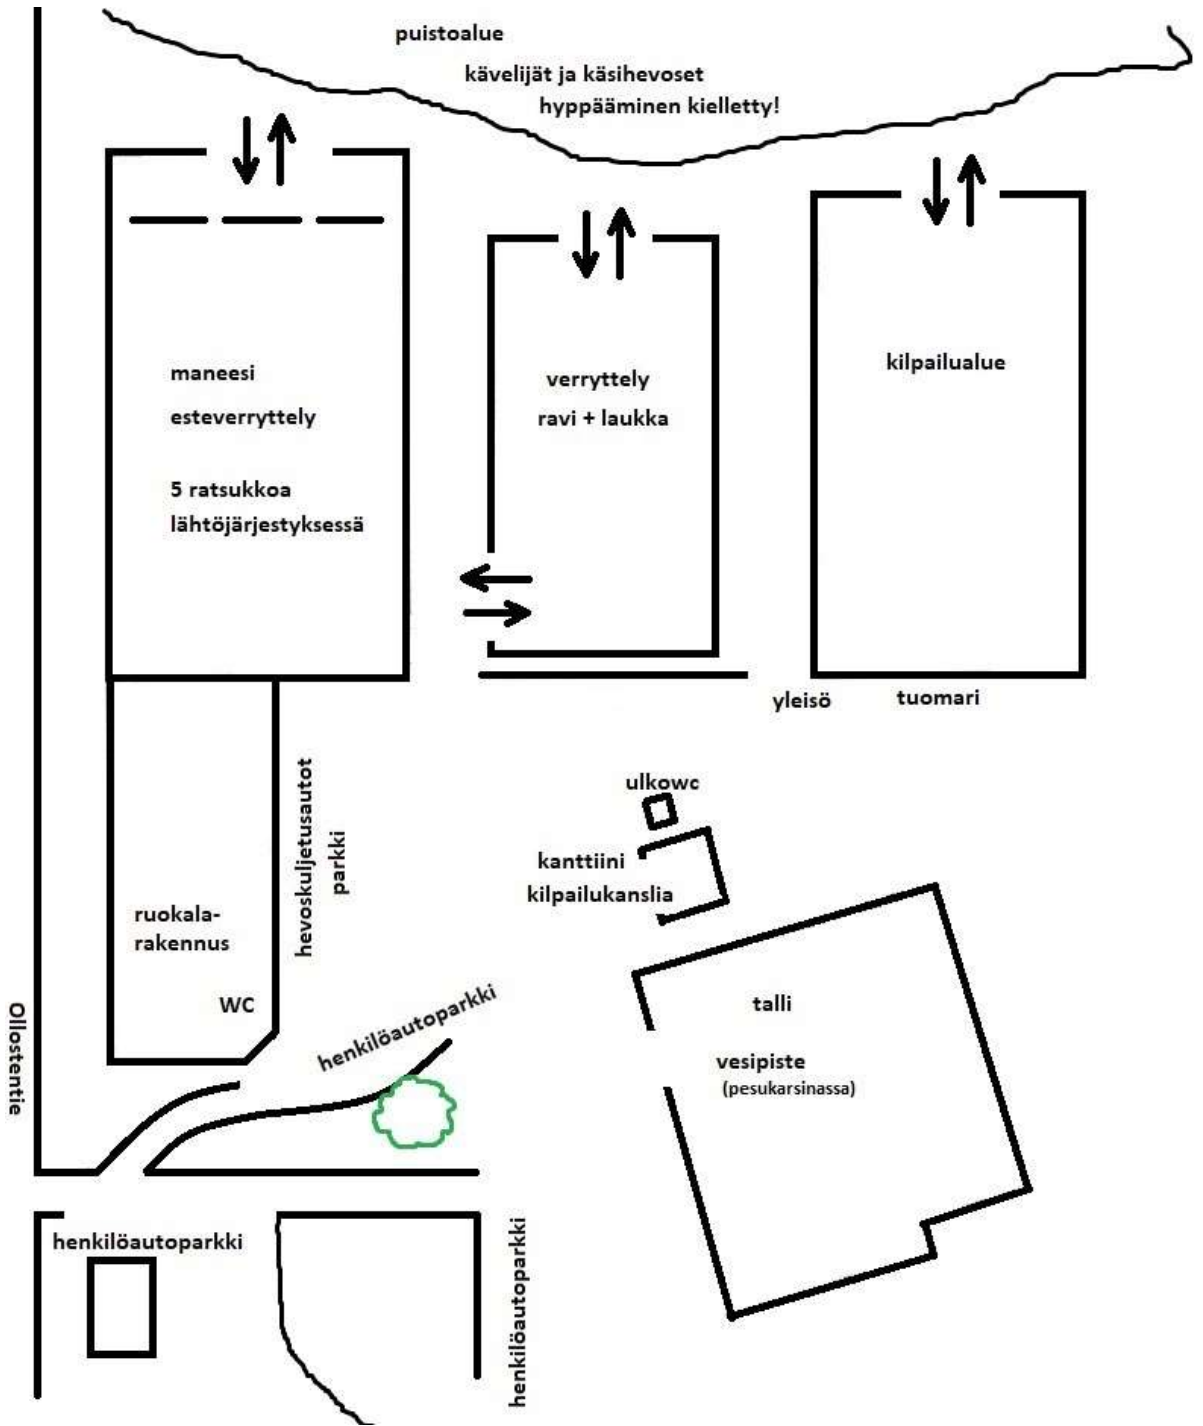 puistoalue
kävelijät ja käsihevoset
hyppääminen kielletty!
maneesi
esteverryttely
5 ratsukkoa
lähtöjärjestyksessä
verryttely
ravi + laukka
kilpailualue
yleisö
tuomari
hevoskuljetusautot
parkki
ulkowc
kanttiini
kilpailukanslia
ruokala-
rakennus
WC
talli
vesipiste
(pesukarsinassa)
henkilöautoparkki
Ollostentie
henkilöautoparkki
henkilöautoparkki